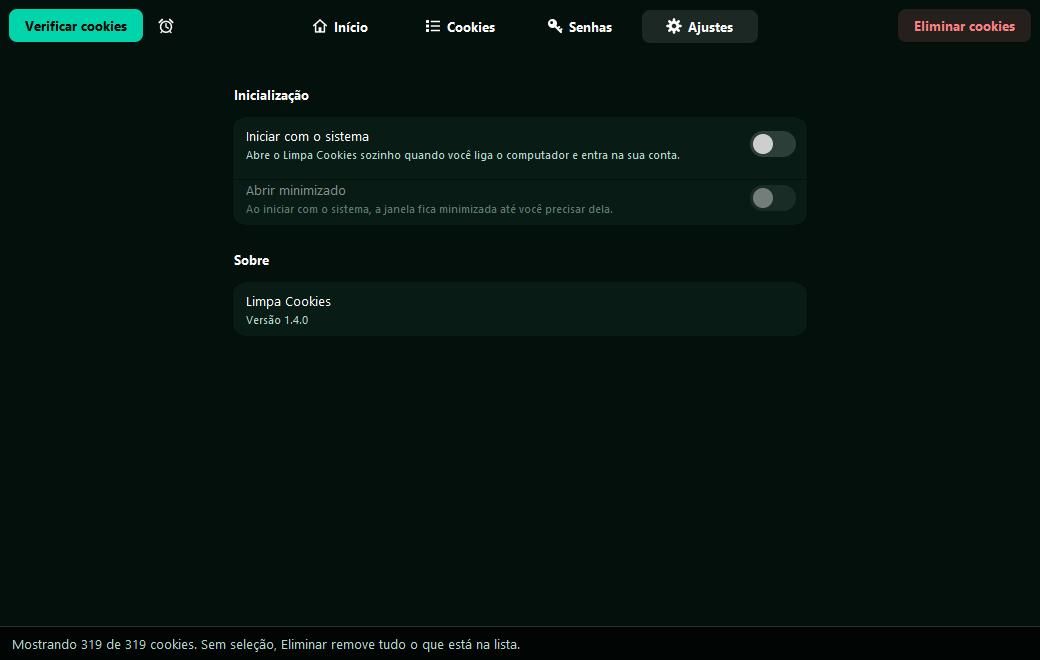 Verificar cookies
Início
Cookies
Senhas
Ajustes
Eliminar cookies
Inicialização
Iniciar com o sistema
Abre o Limpa Cookies sozinho quando você liga o computador e entra na sua conta.
Abrir minimizado
Ao iniciar com o sistema, a janela fica minimizada até você precisar dela.
Sobre
Limpa Cookies
Versão 1.4.0
Mostrando 319 de 319 cookies. Sem seleção, Eliminar remove tudo o que está na lista.